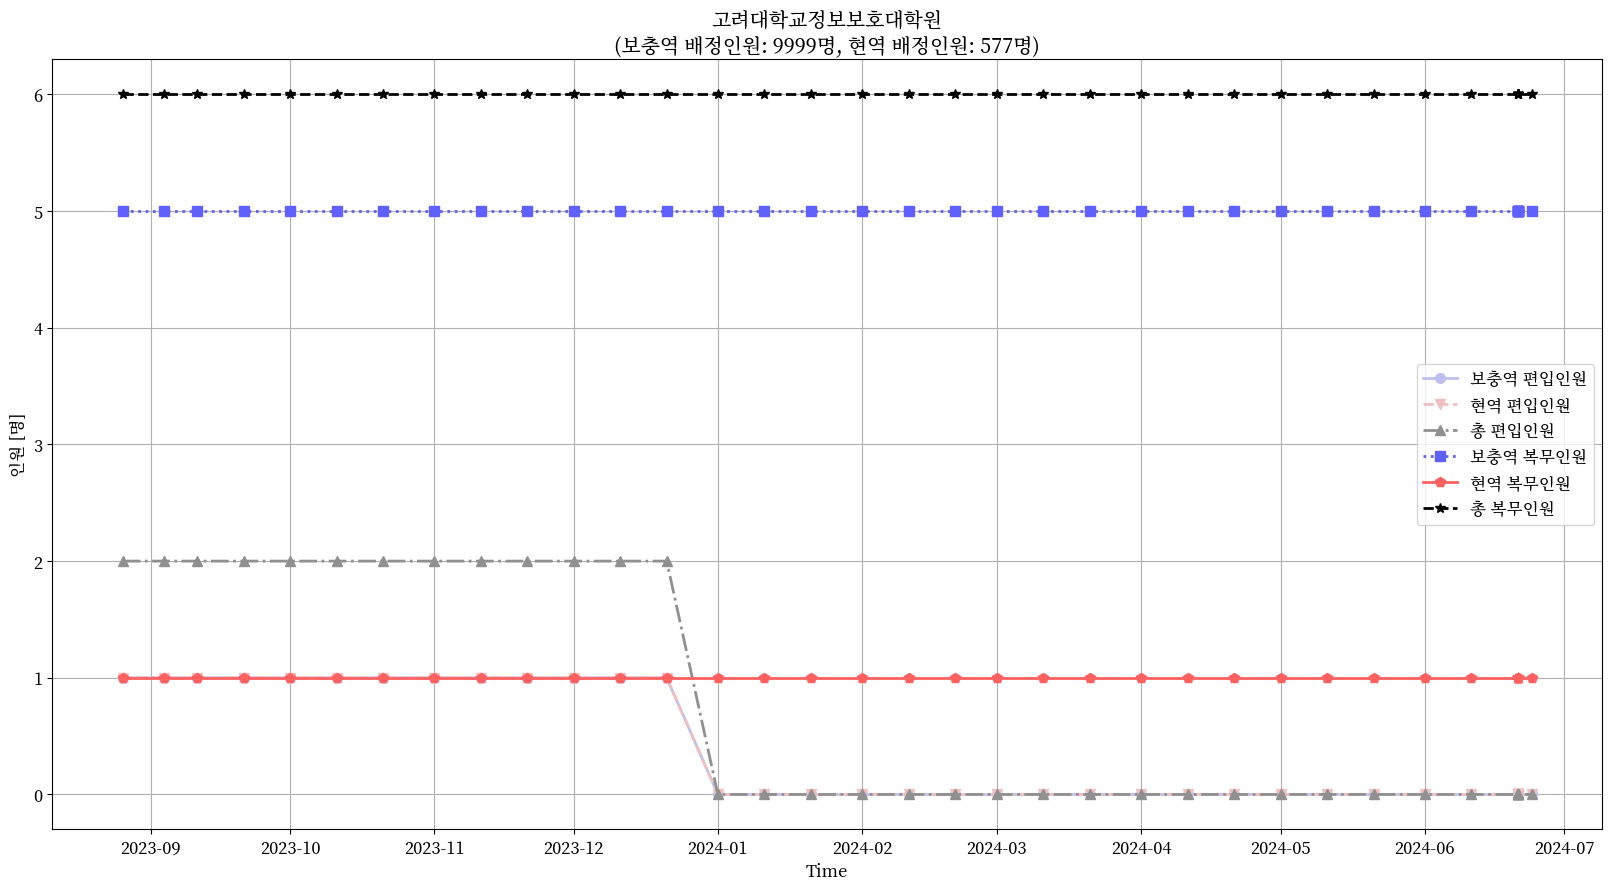 고려대학교정보보호대학원
(보충역 배정인원: 9999명, 현역 배정인원: 577명)
인원 [명]
6
5
4
3
2
1
0
보충역 편입인원
현역 편입인원
총 편입인원
보충역 복무인원
현역 복무인원
총 복무인원
2023-09
2023-10
2023-11
2023-12
2024-01
2024-02
2024-03
2024-04
2024-05
2024-06
2024-07
Time